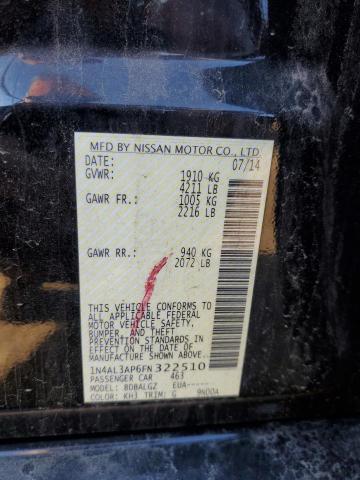 MFD BY NISSAN MOTOR CO., LTD.
DATE: 07/14
GVWR: 1910 KG
4211 LB
GAWR FR: 1005 KG
2216 LB
GAWR RR: 940 KG
2072 LB
THIS VEHICLE CONFORMS TO
ALL APPLICABLE FEDERAL
MOTOR VEHICLE SAFETY,
BUMPER, AND THEFT
PREVENTION STANDARDS
IN EFFECT ON THE DATE OF
MANUFACTURE SHOWN ABOVE.
1N4AL3AP6FN322510
PASSENGER CAR 463
MODEL: BDBALGZ EUA------
COLOR: KH3 TRIM: G 9N00A